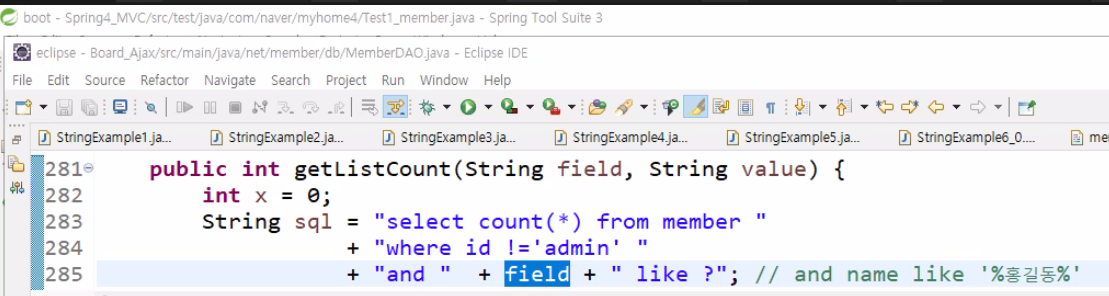 boot - Spring4_MVC/src/test/java/com/naver/myhome4/Test1_member.java - Spring Tool Suite 3
eclipse - Board_Ajax/src/main/java/net/member/db/MemberDAO.java - Eclipse IDE
File Edit Source Refactor Navigate Search Project Run Window Help
StringExample1.ja... StringExample2.ja... StringExample3.ja... StringExample4.ja... StringExample5.ja... StringExample6_0....
281 public int getListCount(String field, String value) {
282 int x = 0;
283 String sql = "select count(*) from member "
284 + "where id !='admin' "
285 + "and " + field + " like ?"; // and name like '%홍길동%'